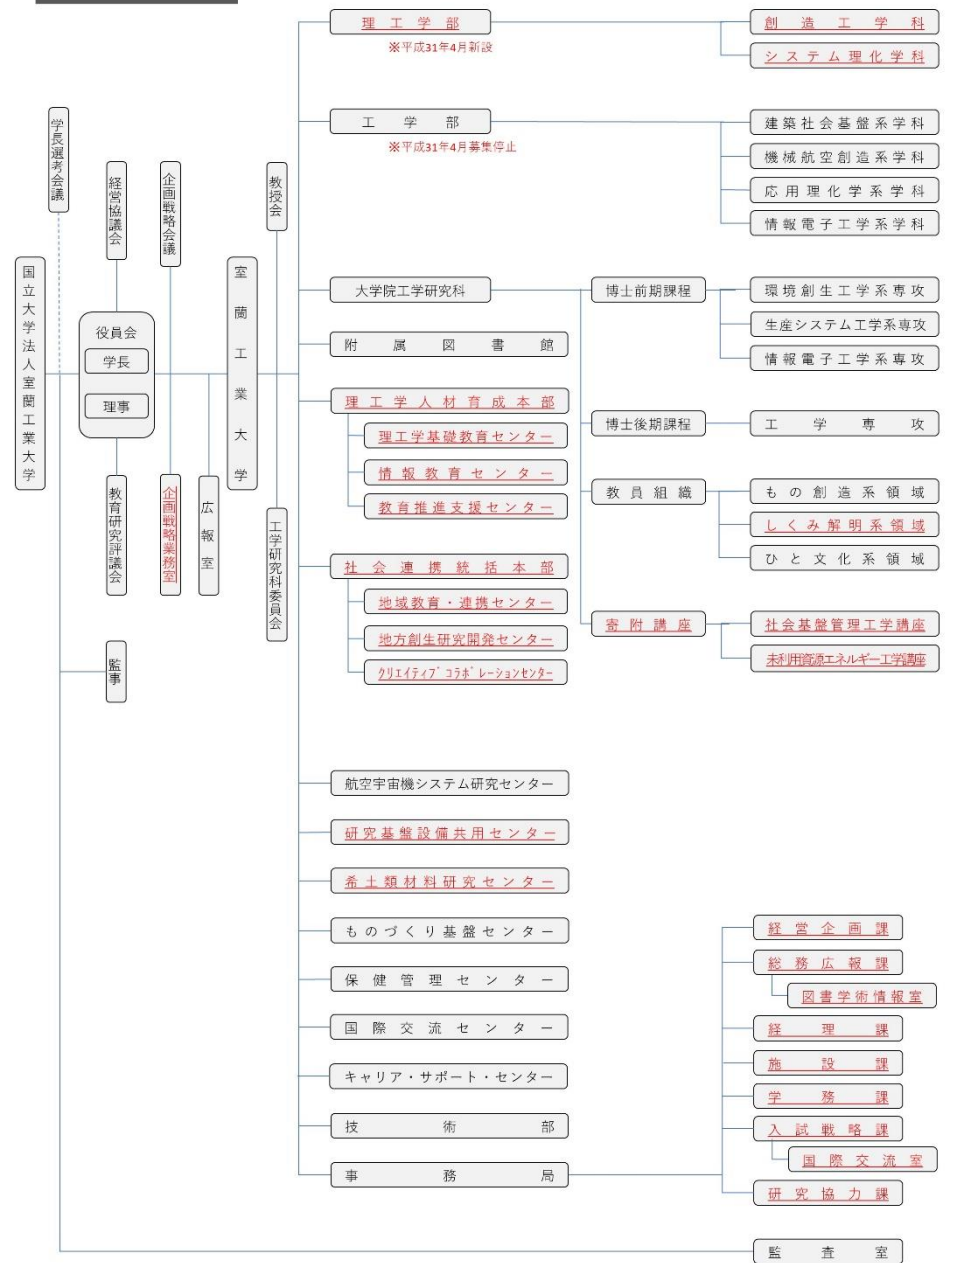 国立大学法人室蘭工業大学
学長選考会議
経営協議会
役員会
学長
理事
教育研究評議会
監事
企画戦略会議
企画戦略業務室
広報室
室蘭工業大学
教授会
工学研究科委員会
理工学部
※平成31年4月新設
創造工学科
システム理化学科
工学部
※平成31年4月募集停止
建築社会基盤系学科
機械航空創造系学科
応用理化学系学科
情報電子工学系学科
大学院工学研究科
博士前期課程
環境創生工学系専攻
生産システム工学系専攻
情報電子工学系専攻
博士後期課程
工学専攻
教員組織
もの創造系領域
しくみ解明系領域
ひと文化系領域
寄附講座
社会基盤管理工学講座
未利用資源エネルギー工学講座
附属図書館
理工学人材育成本部
理工学基礎教育センター
情報教育センター
教育推進支援センター
社会連携統括本部
地域教育・連携センター
地方創生研究開発センター
クリエイティブコラボレーションセンター
航空宇宙機システム研究センター
研究基盤設備共用センター
希土類材料研究センター
ものづくり基盤センター
保健管理センター
国際交流センター
キャリア・サポート・センター
技術部
事務局
経営企画課
総務広報課
図書学術情報室
経理課
施設課
学務課
入試戦略課
国際交流室
研究協力課
監査室